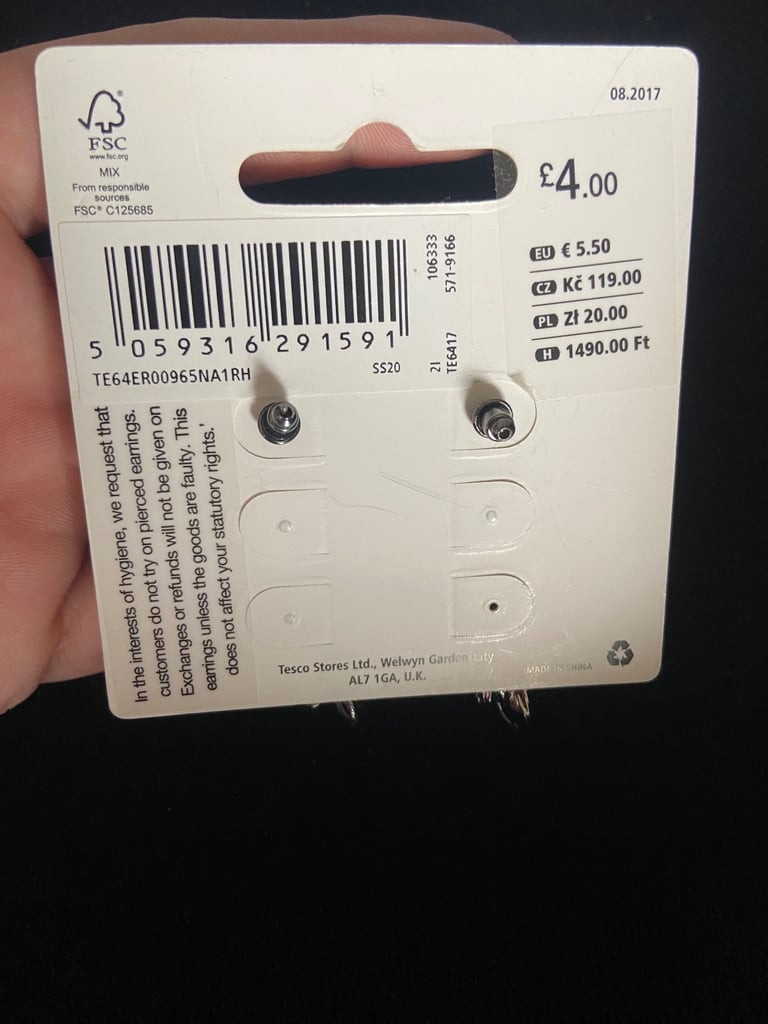 FSC®
www.fsc.org
MIX
From responsible
sources
FSC® C125685
08.2017
£4.00
EU € 5.50
CZ Kč 119.00
PL Zł 20.00
H 1490.00 Ft
5 059316 291591
TE64ER00965NA1RH
SS20
106333
571-9166
21
TE6417
In the interests of hygiene, we request that
customers do not try on pierced earrings.
Exchanges or refunds will not be given on
earrings unless the goods are faulty. This
does not affect your statutory rights.'
Tesco Stores Ltd., Welwyn Garden City
AL7 1GA, U.K.
MADE IN CHINA